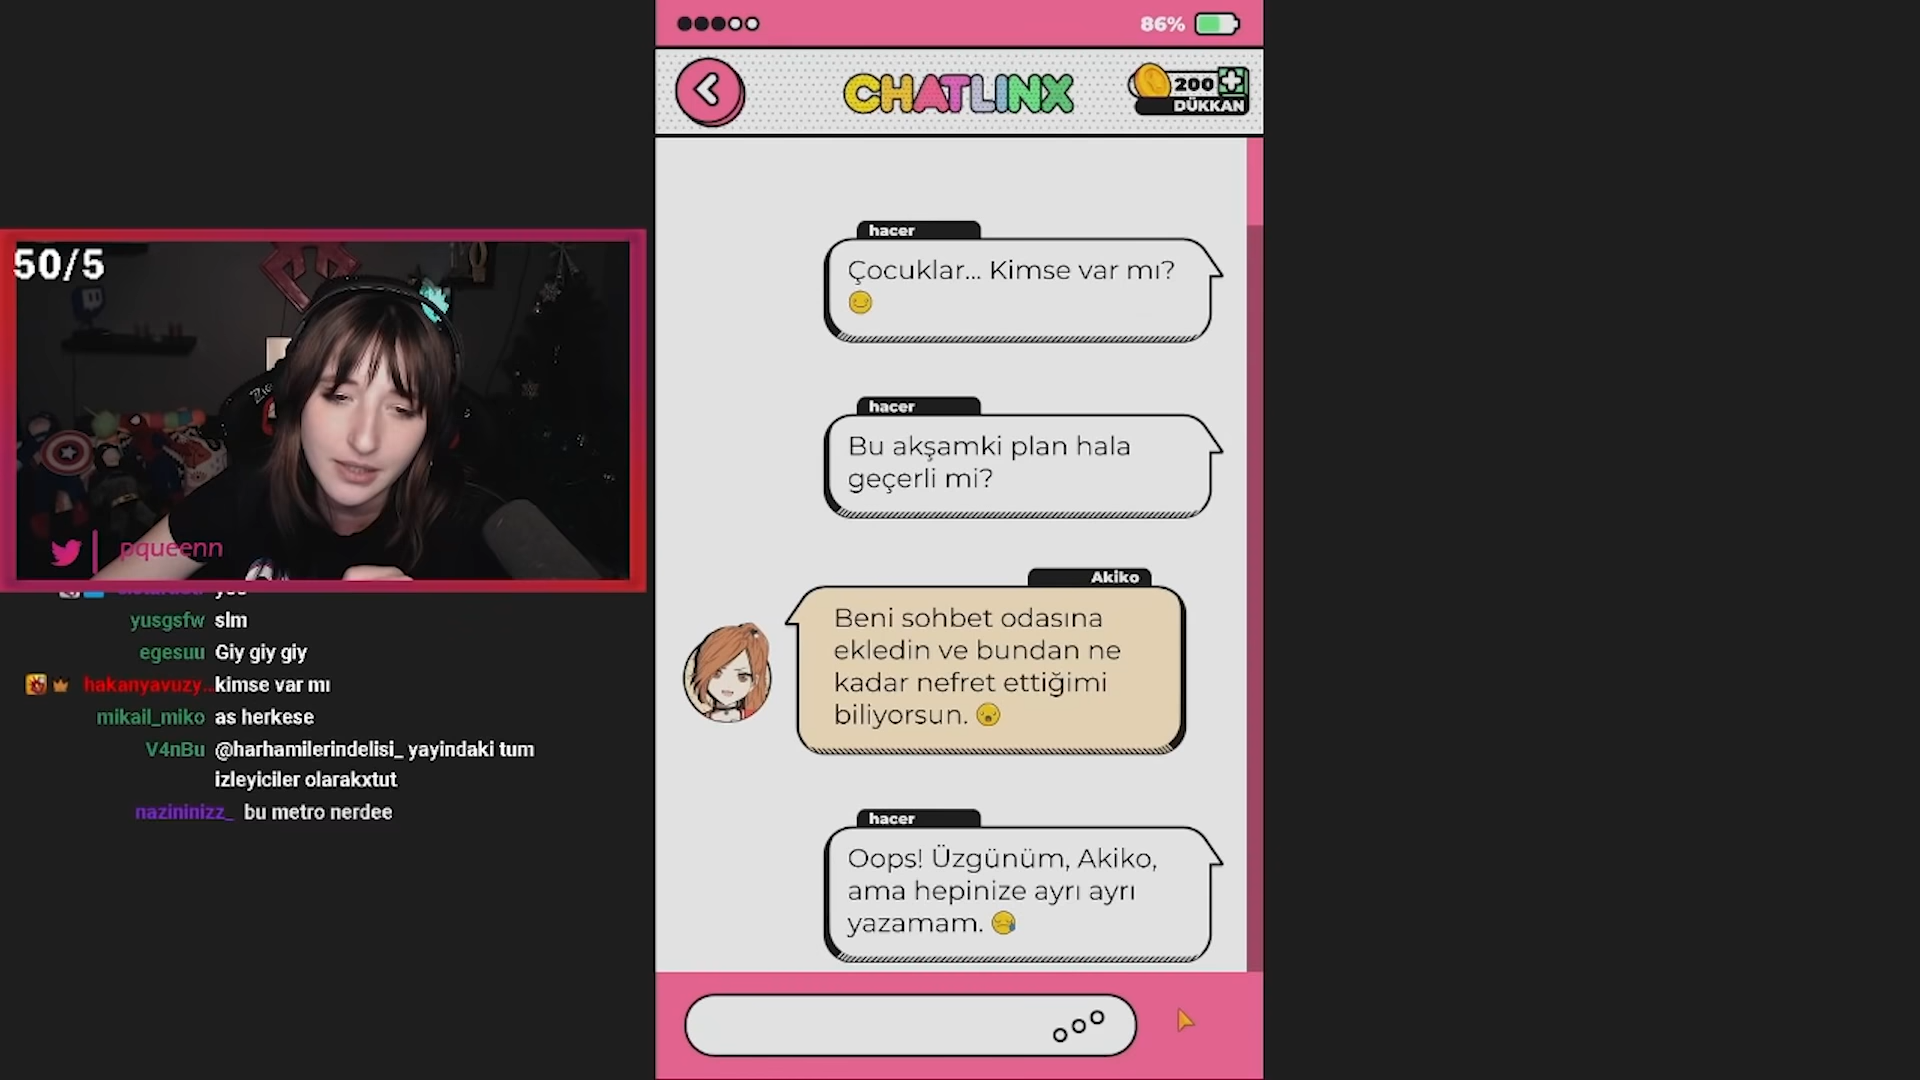 86%
CHATLINX
200
DÜKKAN
hacer
Çocuklar... Kimse var mı?
hacer
Bu akşamki plan hala
geçerli mi?
Akiko
Beni sohbet odasına
ekledin ve bundan ne
kadar nefret ettiğimi
biliyorsun.
hacer
Oops! Üzgünüm, Akiko,
ama hepinize ayrı ayrı
yazamam.
50/5
pqueenn
yusgsfw slm
egesuu Giy giy giy
hakanyavuzy.. kimse var mı
mikail_miko as herkese
V4nBu @harhamilerindelisi_ yayindaki tum
izleyiciler olarakxtut
nazininizz_ bu metro nerdee